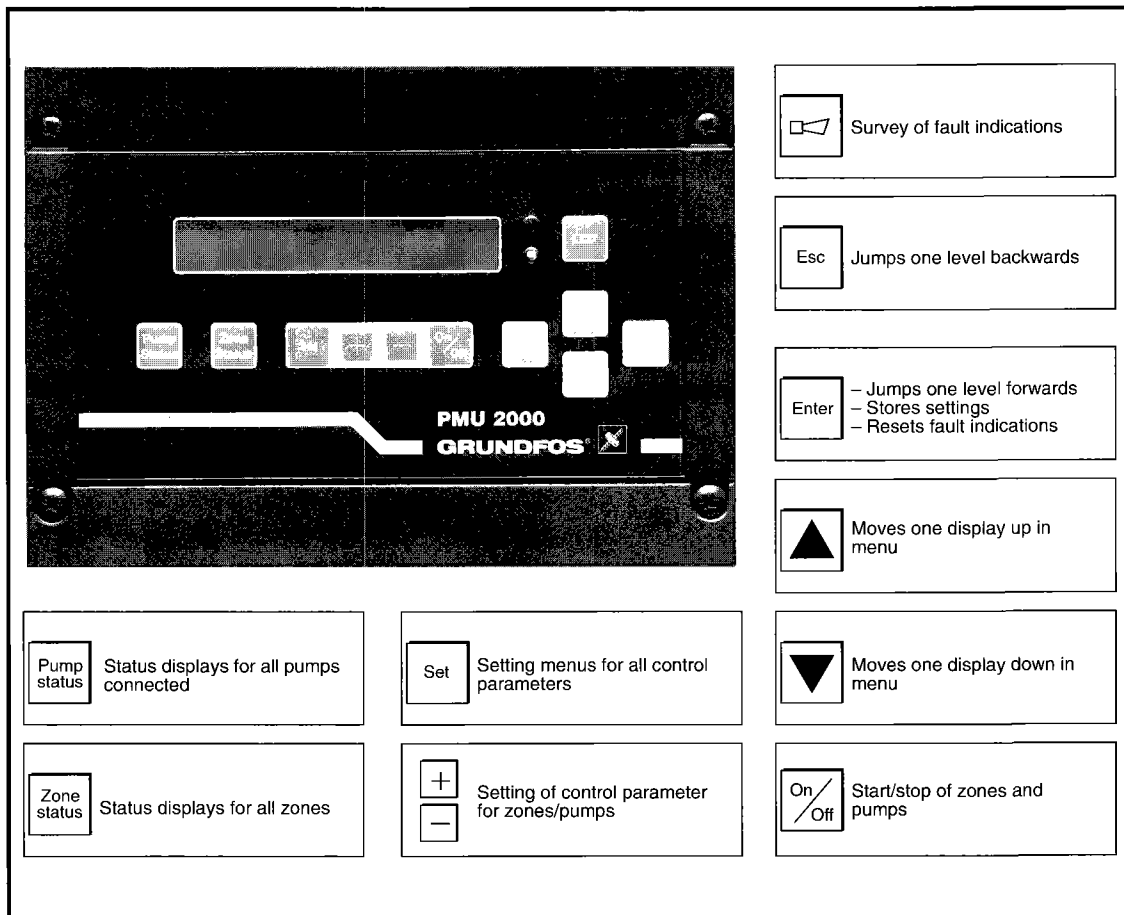 PMU 2000
GRUNDFOS®
Survey of fault indications
Esc
Jumps one level backwards
Enter
– Jumps one level forwards
– Stores settings
– Resets fault indications
Moves one display up in
menu
Pump
status
Status displays for all pumps
connected
Set
Setting menus for all control
parameters
Moves one display down in
menu
Zone
status
Status displays for all zones
+
−
Setting of control parameter
for zones/pumps
On/Off
Start/stop of zones and
pumps